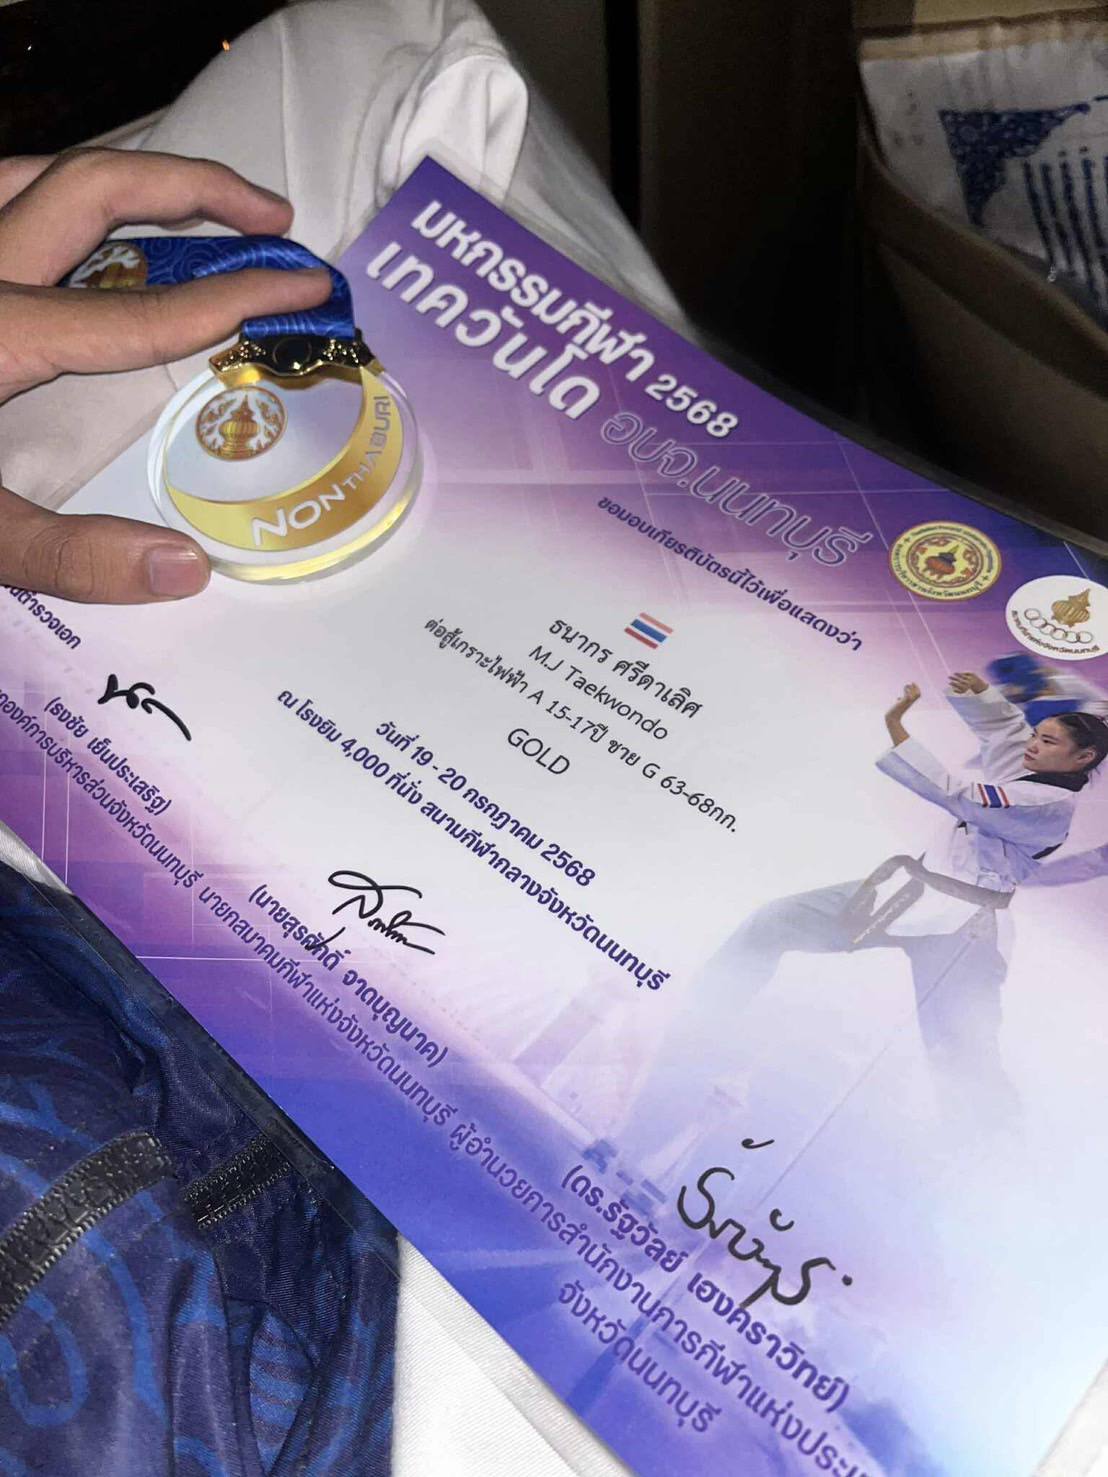 มหกรรมกีฬา 2568
เทควันโด อบจ.นนทบุรี
ขอมอบเกียรติบัตรนี้ไว้เพื่อแสดงว่า
ธนากร ศรีดาเลิศ
MJ Taekwondo
ต่อสู้เกราะไฟฟ้า A 15-17ปี ชาย G 63-68กก.
GOLD
วันที่ 19 - 20 กรกฎาคม 2568
ณ โรงยิม 4,000 ที่นั่ง สนามกีฬากลางจังหวัดนนทบุรี
NONTHABURI
ตำรวจเอก
(ธงชัย เย็นประเสริฐ)
องค์การบริหารส่วนจังหวัดนนทบุรี
(นายสุรศักดิ์ จาดบุญนาค)
นายกสมาคมกีฬาแห่งจังหวัดนนทบุรี
(ดร.รัฐวัลย์ เฮงคราวิทย์)
ผู้อำนวยการสำนักงานการกีฬาแห่งประเ
จังหวัดนนทบุรี